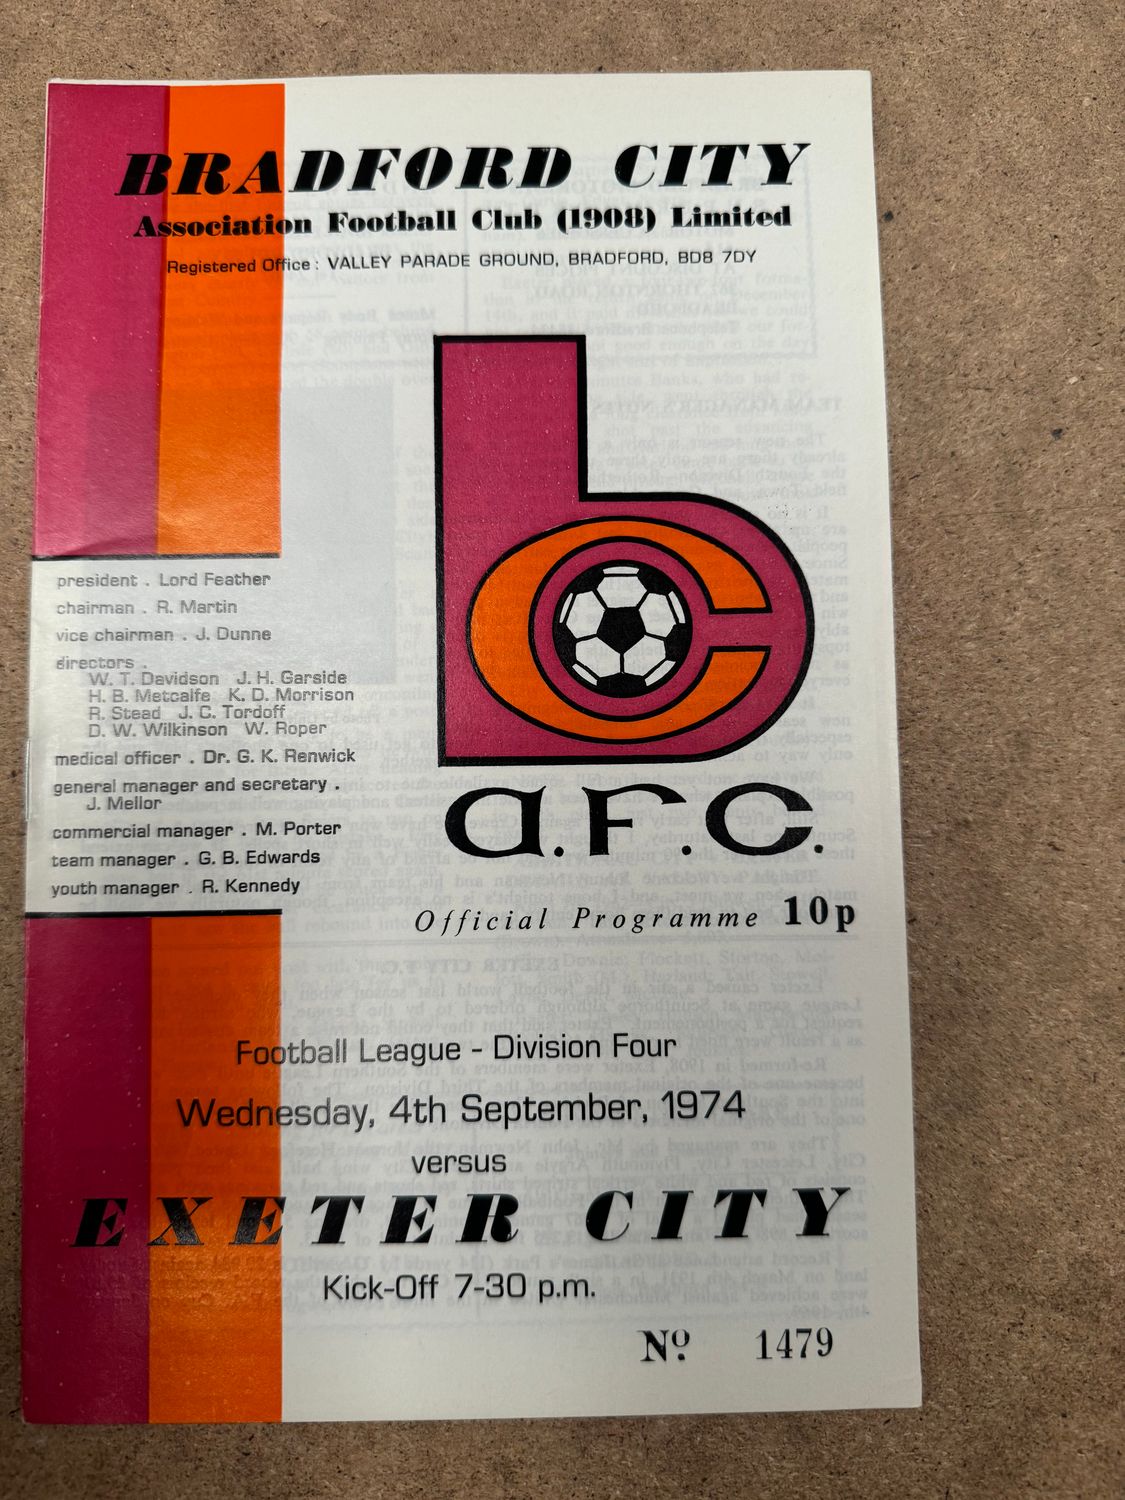 BRADFORD CITY
Association Football Club (1908) Limited
Registered Office : VALLEY PARADE GROUND, BRADFORD, BD8 7DY
president . Lord Feather
chairman . R. Martin
vice chairman . J. Dunne
directors .
W. T. Davidson J. H. Garside
H. B. Metcalfe K. D. Morrison
R. Stead J. C. Tordoff
D. W. Wilkinson W. Roper
medical officer . Dr. G. K. Renwick
general manager and secretary .
J. Mellor
commercial manager . M. Porter
team manager . G. B. Edwards
youth manager . R. Kennedy
bc
a.F.C.
Official Programme 10p
Football League - Division Four
Wednesday, 4th September, 1974
versus
EXETER CITY
Kick-Off 7-30 p.m.
Nº 1479